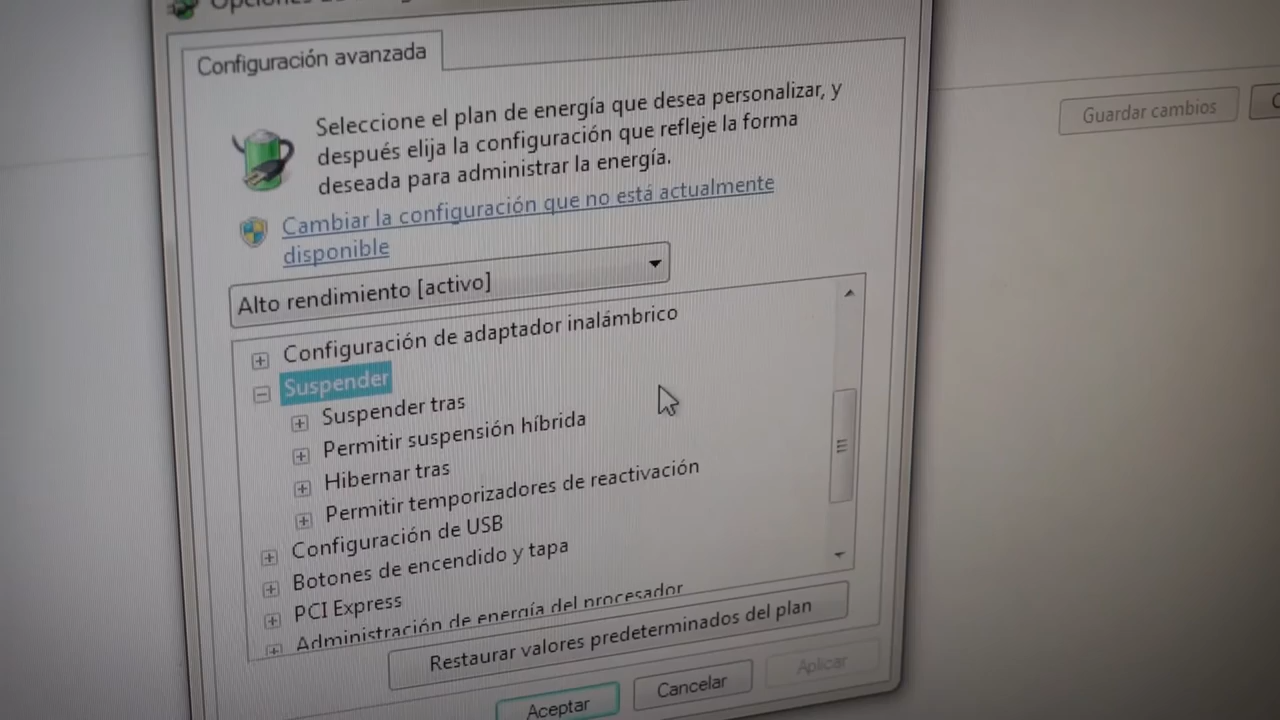 Opciones de
Configuración avanzada
Seleccione el plan de energía que desea personalizar, y
después elija la configuración que refleje la forma
deseada para administrar la energía.
Cambiar la configuración que no está actualmente
disponible
Alto rendimiento [activo]
Configuración de adaptador inalámbrico
Suspender
Suspender tras
Permitir suspensión híbrida
Hibernar tras
Permitir temporizadores de reactivación
Configuración de USB
Botones de encendido y tapa
PCI Express
Administración de energía del procesador
Restaurar valores predeterminados del plan
Aceptar
Cancelar
Aplicar
Guardar cambios